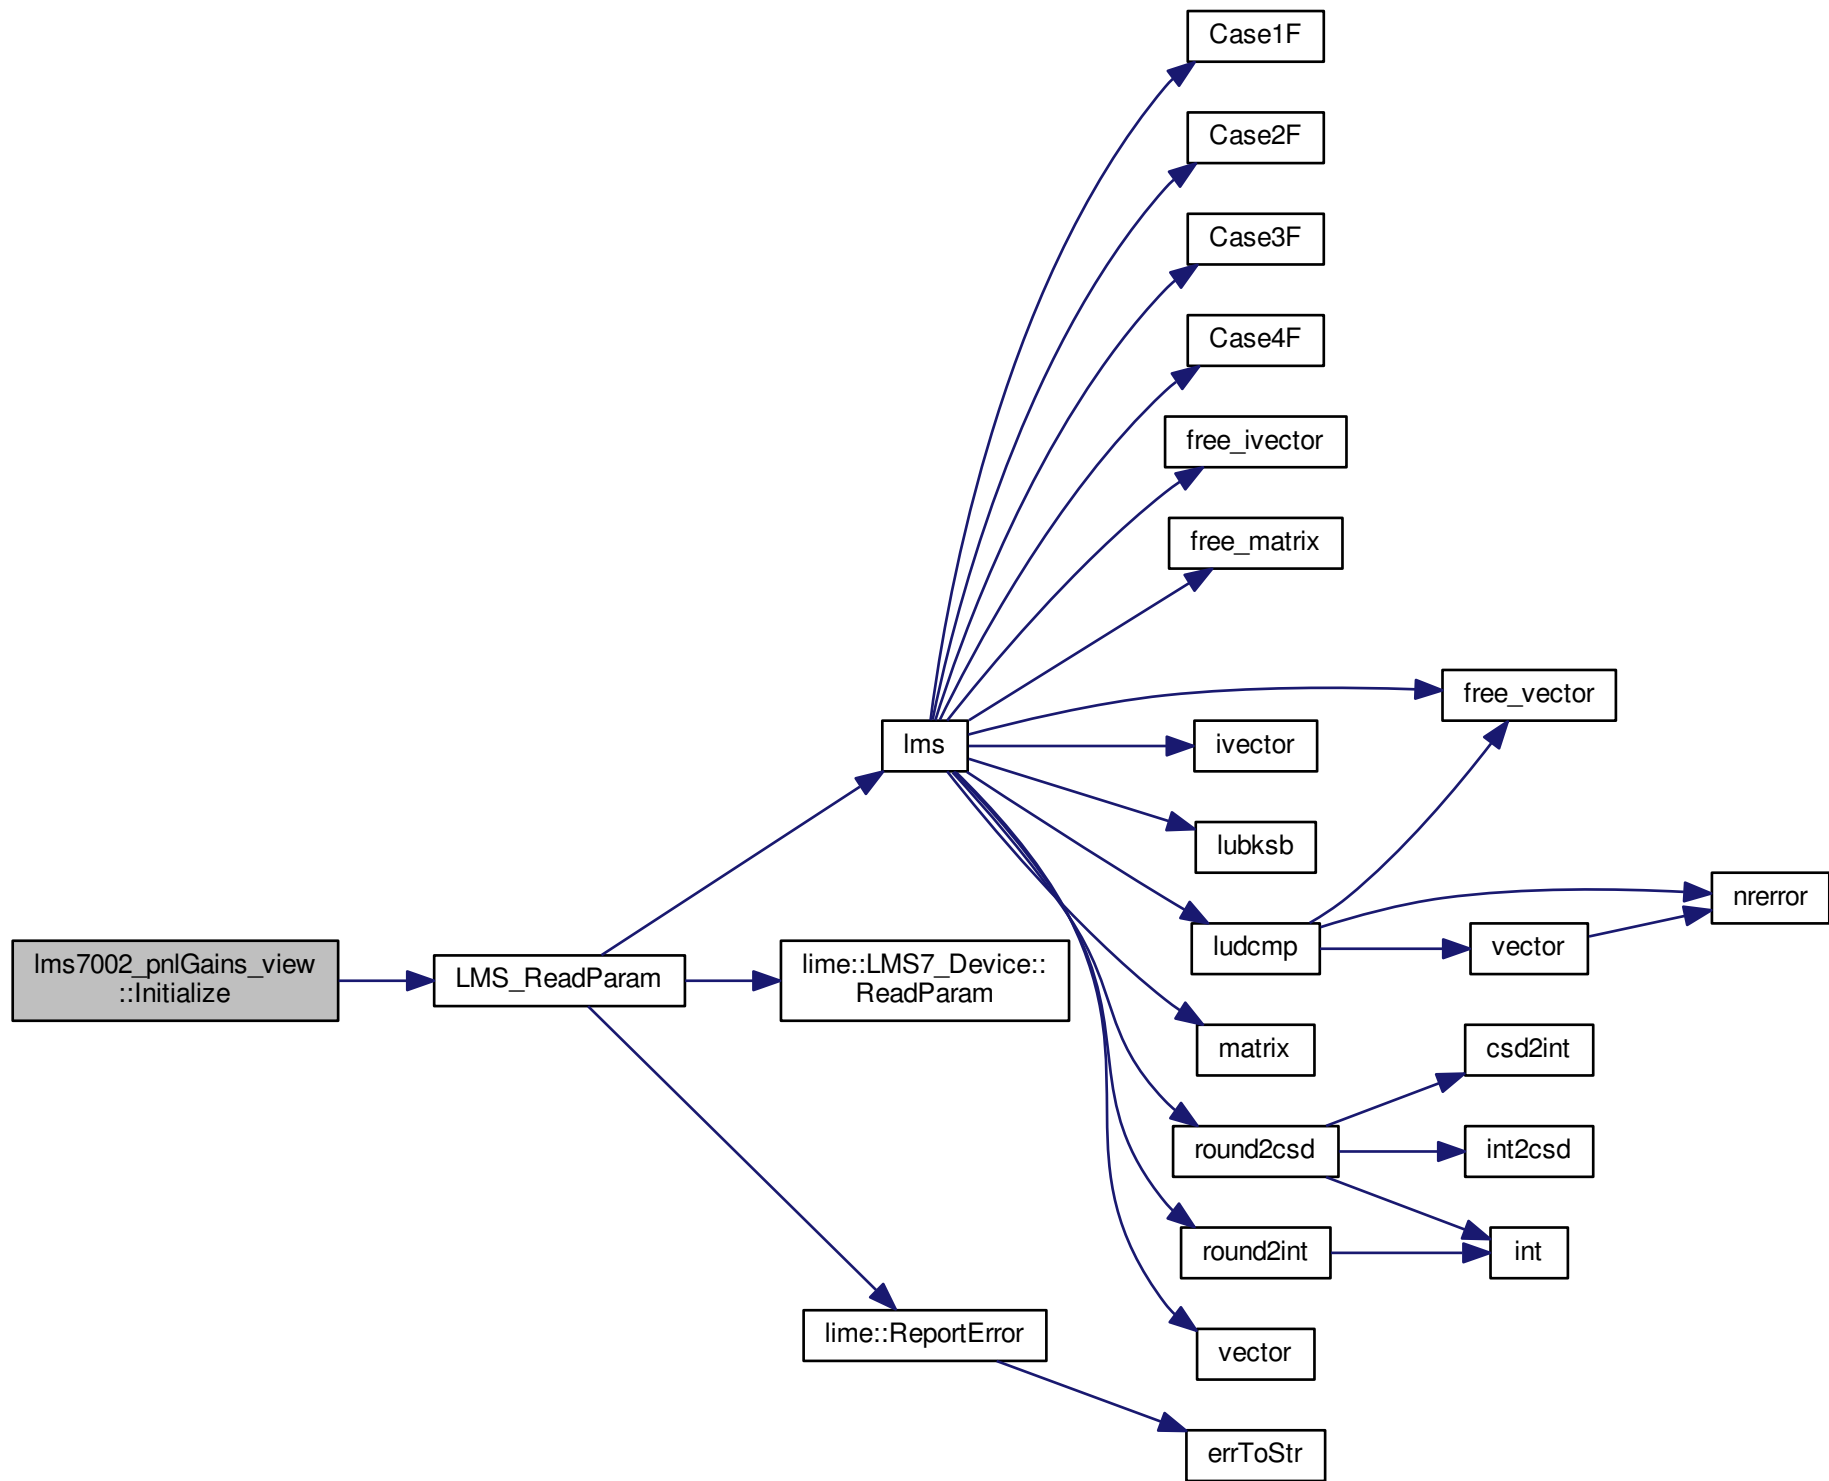 Case1F
Case2F
Case3F
Case4F
free_ivector
free_matrix
free_vector
lms
ivector
lubksb
nrerror
ludcmp
vector
lms7002_pnlGains_view
::Initialize
LMS_ReadParam
lime::LMS7_Device::
ReadParam
matrix
csd2int
round2csd
int2csd
round2int
int
lime::ReportError
vector
errToStr